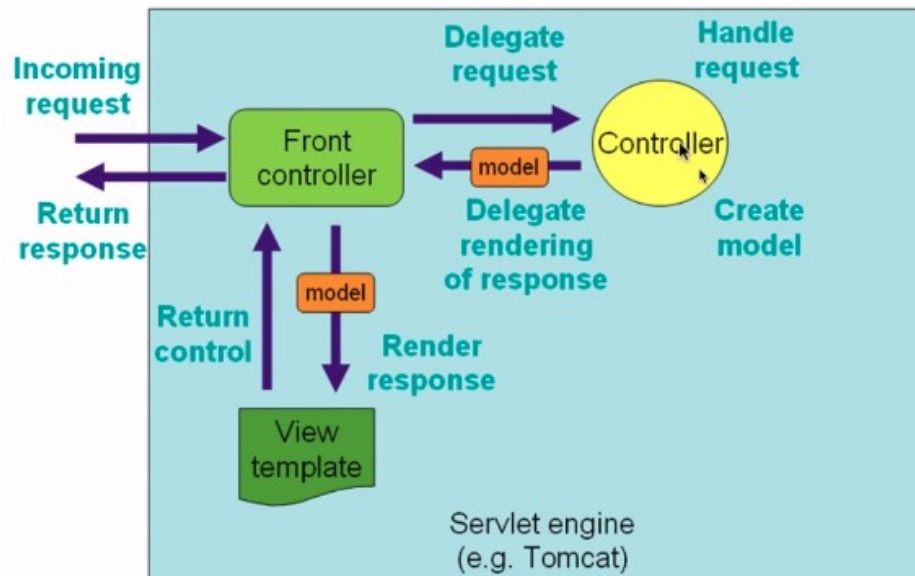 Incoming
request
Return
response
Front
controller
Delegate
request
Handle
request
Controller
model
Delegate
rendering
of response
Create
model
model
Return
control
Render
response
View
template
Servlet engine
(e.g. Tomcat)